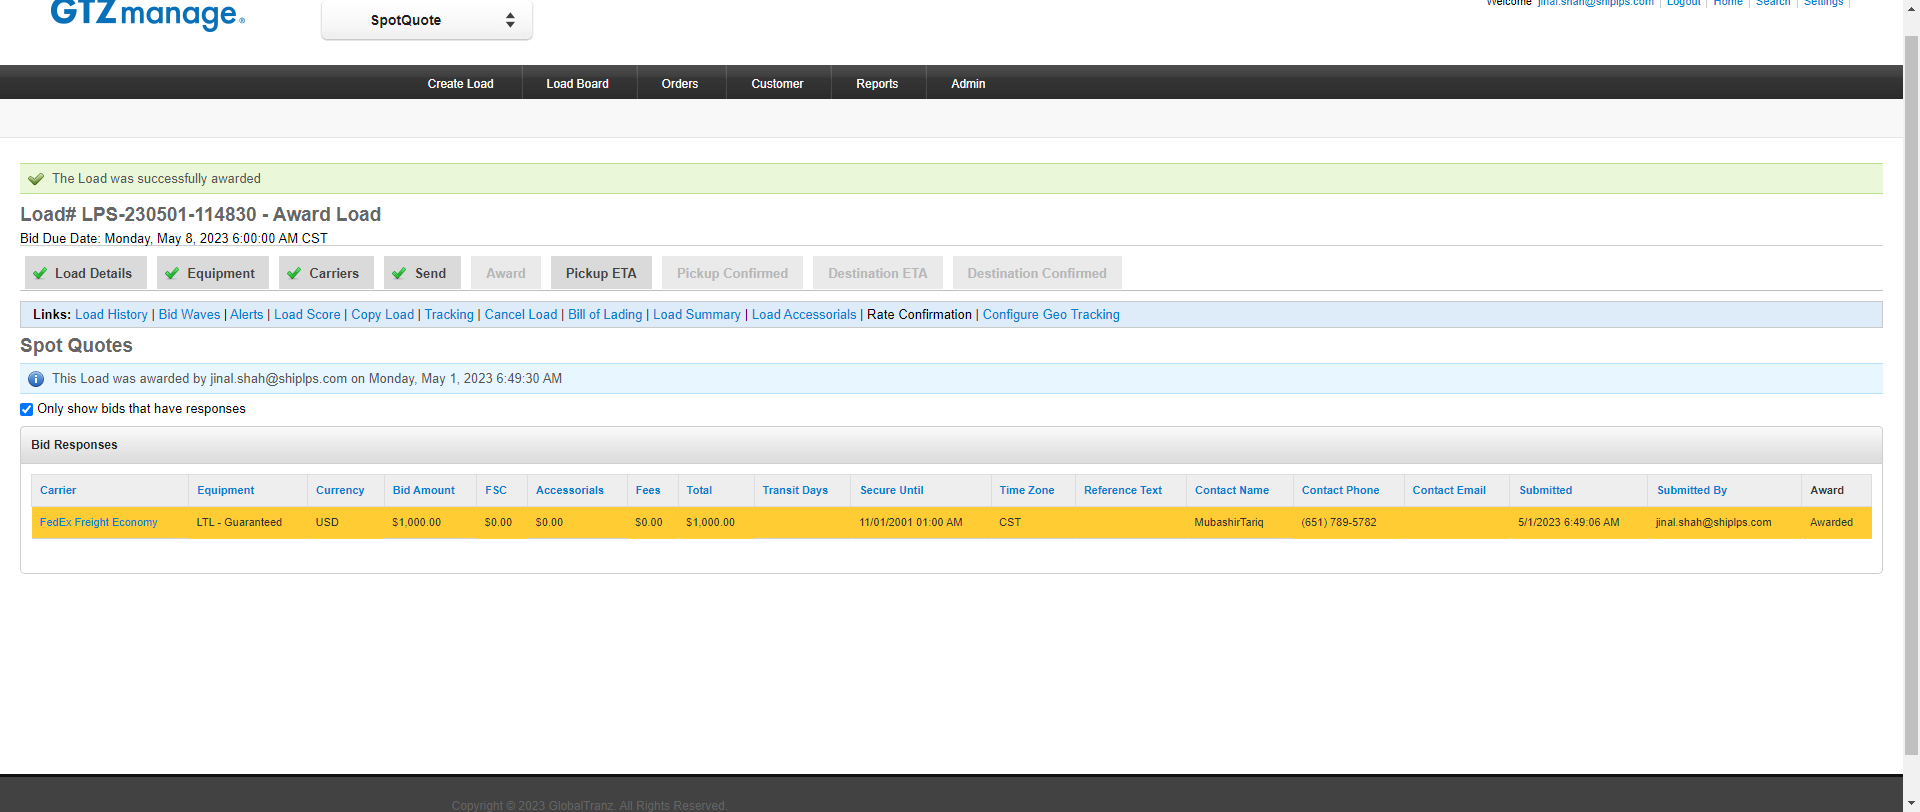 GTZmanage®
SpotQuote
Welcome jinal.shah@shiplps.com | Logout | Home | Search | Settings |
Create Load Load Board Orders Customer Reports Admin
The Load was successfully awarded
Load# LPS-230501-114830 - Award Load
Bid Due Date: Monday, May 8, 2023 6:00:00 AM CST
Load Details Equipment Carriers Send Award Pickup ETA Pickup Confirmed Destination ETA Destination Confirmed
Links: Load History | Bid Waves | Alerts | Load Score | Copy Load | Tracking | Cancel Load | Bill of Lading | Load Summary | Load Accessorials | Rate Confirmation | Configure Geo Tracking
Spot Quotes
This Load was awarded by jinal.shah@shiplps.com on Monday, May 1, 2023 6:49:30 AM
Only show bids that have responses
Bid Responses
Carrier Equipment Currency Bid Amount FSC Accessorials Fees Total Transit Days Secure Until Time Zone Reference Text Contact Name Contact Phone Contact Email Submitted Submitted By Award
FedEx Freight Economy LTL - Guaranteed USD $1,000.00 $0.00 $0.00 $0.00 $1,000.00 11/01/2001 01:00 AM CST MubashirTariq (651) 789-5782 5/1/2023 6:49:06 AM jinal.shah@shiplps.com Awarded
Copyright © 2023 GlobalTranz. All Rights Reserved.